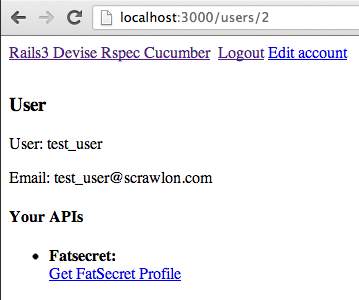 localhost:3000/users/2
Rails3 Devise Rspec Cucumber Logout Edit account
User
User: test_user
Email: test_user@scrawlon.com
Your APIs
Fatsecret:
Get FatSecret Profile